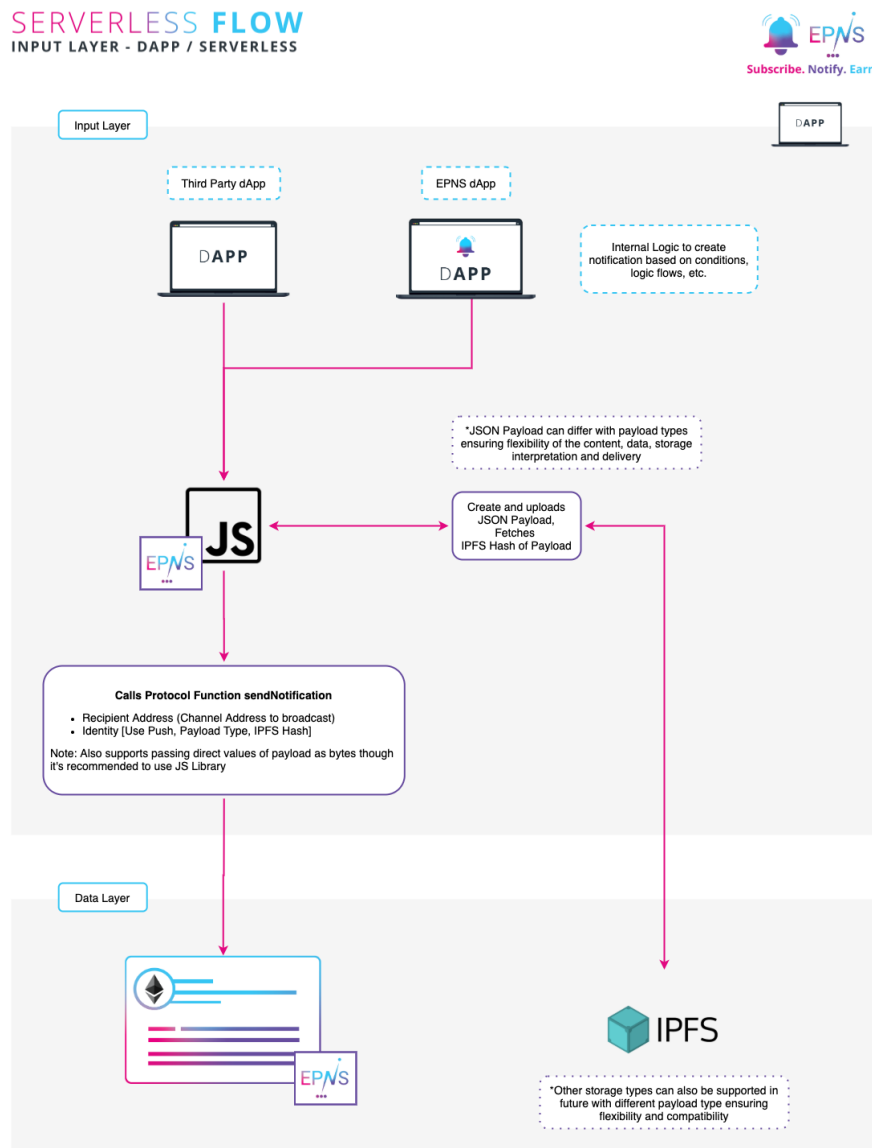 SERVERLESS FLOW
INPUT LAYER - DAPP / SERVERLESS
EPNS
Subscribe. Notify. Earn
Input Layer
DAPP
Third Party dApp
EPNS dApp
DAPP
DAPP
Internal Logic to create
notification based on conditions,
logic flows, etc.
*JSON Payload can differ with payload types
ensuring flexibility of the content, data, storage
interpretation and delivery
JS
EPNS
Create and uploads
JSON Payload,
Fetches
IPFS Hash of Payload
Calls Protocol Function sendNotification
• Recipient Address (Channel Address to broadcast)
• Identity [Use Push, Payload Type, IPFS Hash]
Note: Also supports passing direct values of payload as bytes though
it's recommended to use JS Library
Data Layer
EPNS
IPFS
*Other storage types can also be supported in
future with different payload type ensuring
flexibility and compatibility